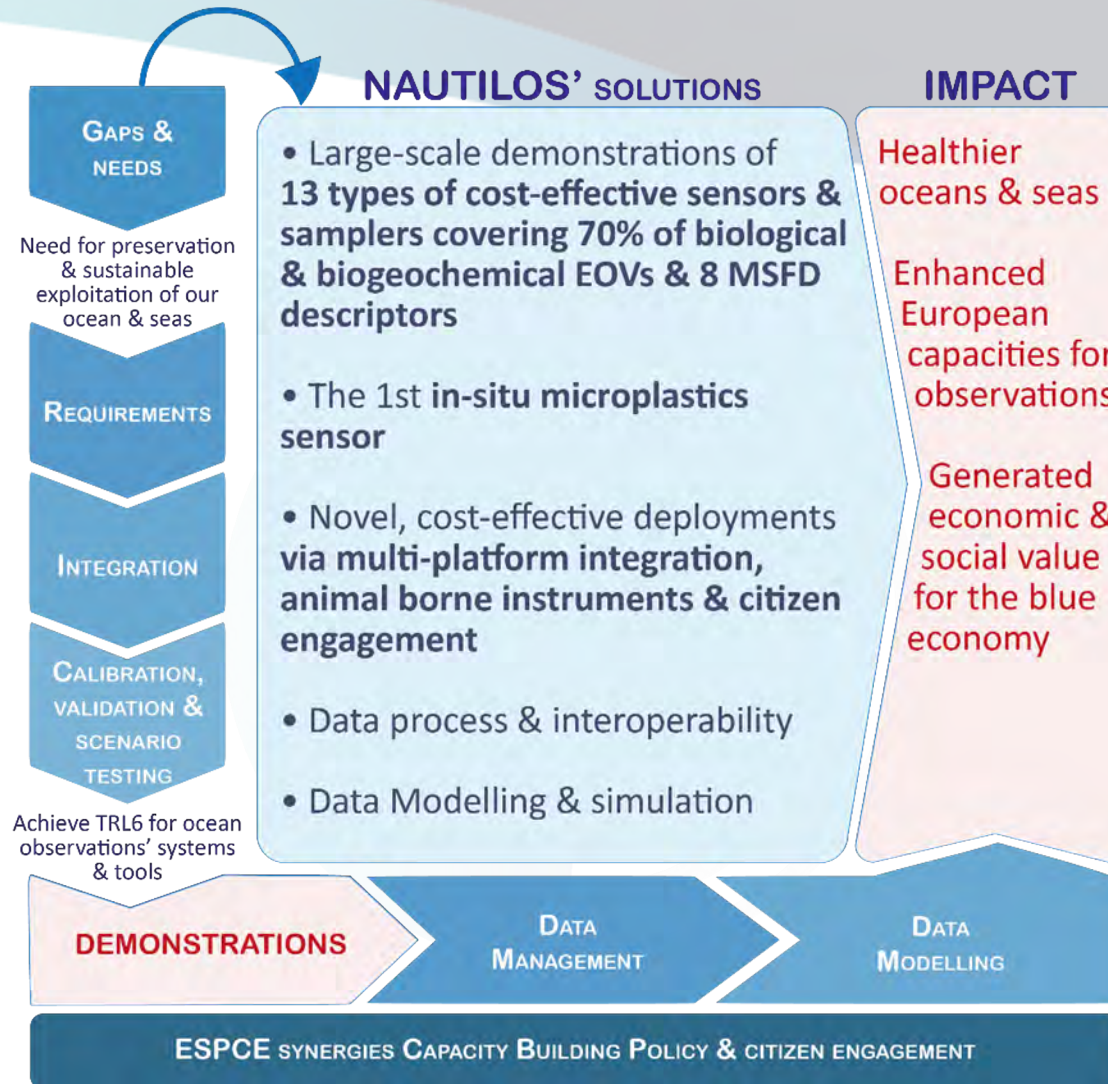 GAPS &
NEEDS
Need for preservation
& sustainable
exploitation of our
ocean & seas
REQUIREMENTS
INTEGRATION
CALIBRATION,
VALIDATION &
SCENARIO
TESTING
Achieve TRL6 for ocean
observations' systems
& tools
NAUTILOS' SOLUTIONS
• Large-scale demonstrations of
13 types of cost-effective sensors &
samplers covering 70% of biological
& biogeochemical EOVs & 8 MSFD
descriptors
• The 1st in-situ microplastics
sensor
• Novel, cost-effective deployments
via multi-platform integration,
animal borne instruments & citizen
engagement
• Data process & interoperability
• Data Modelling & simulation
IMPACT
Healthier
oceans & seas
Enhanced
European
capacities for
observations
Generated
economic &
social value
for the blue
economy
DEMONSTRATIONS
DATA
MANAGEMENT
DATA
MODELLING
ESPCE SYNERGIES CAPACITY BUILDING POLICY & CITIZEN ENGAGEMENT